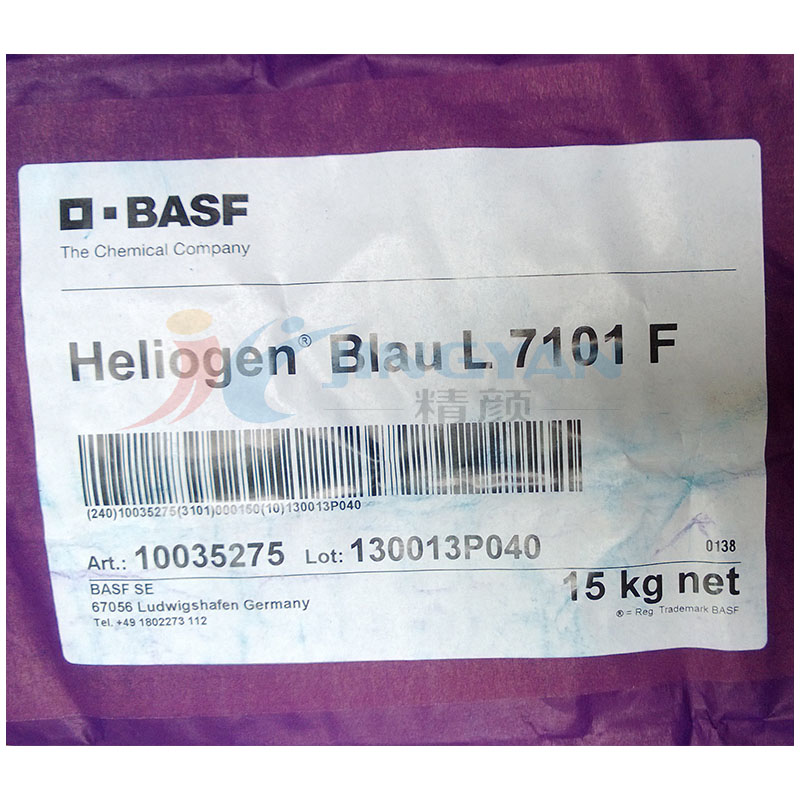 BASF
The Chemical Company
Heliogen® Blau L 7101 F
JINGYAN
精颜
(240)10035275(3101)000150(10)130013P040
Art.: 10035275 Lot: 130013P040
0138
BASF SE
15 kg net
67056 Ludwigshafen Germany
® = Reg Trademark BASF
Tel. +49 1802273 112